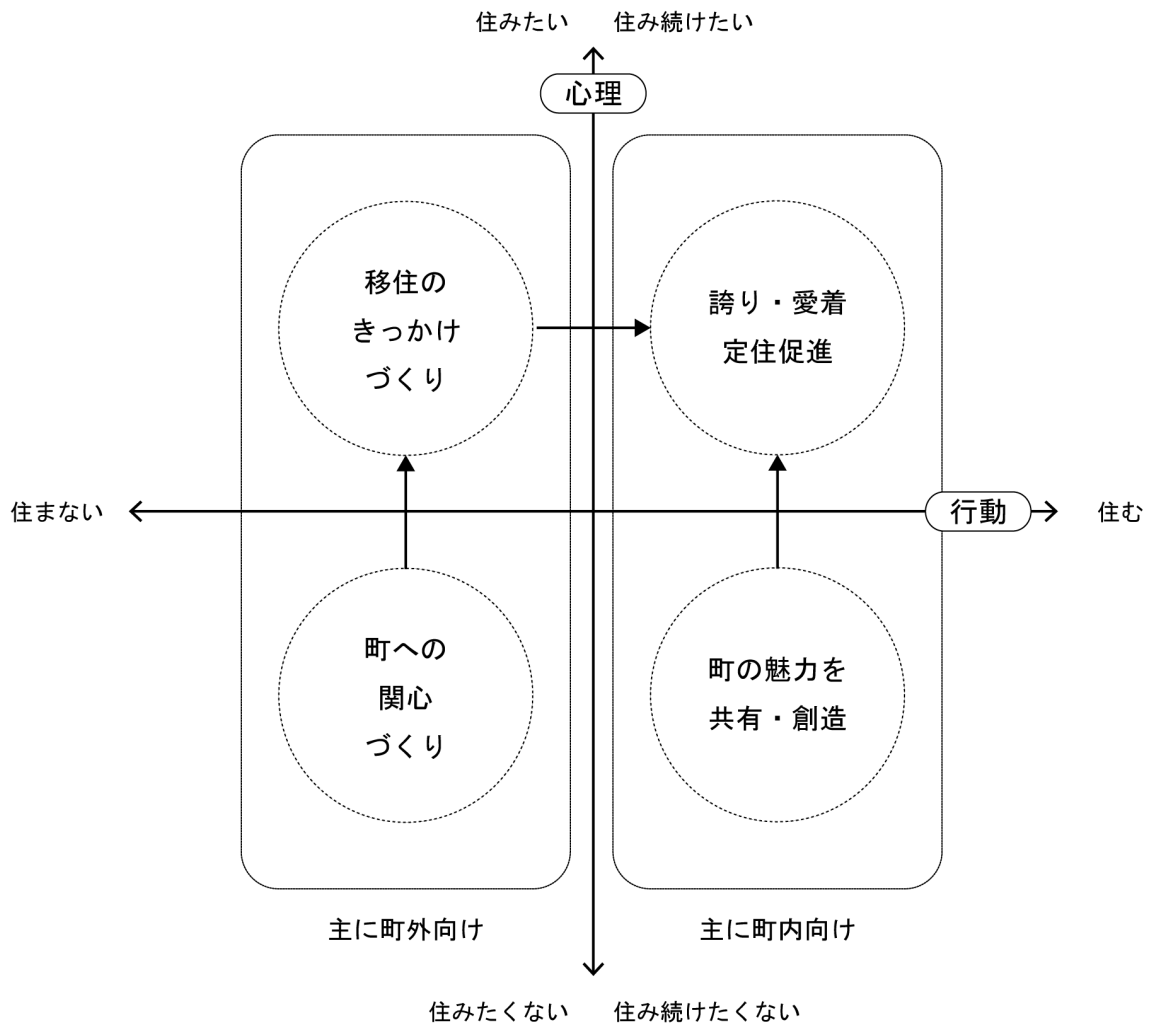 住みたい
住み続けたい
心理
移住の
きっかけ
づくり
誇り・愛着
定住促進
住まない
行動
住む
町への
関心
づくり
町の魅力を
共有・創造
主に町外向け
主に町内向け
住みたくない
住み続けたくない